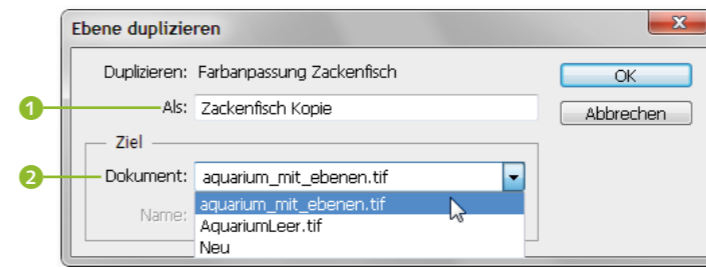 Ebene duplizieren
Duplizieren: Farbanpassung Zackenfisch
OK
1 Als: Zackenfisch Kopie
Abbrechen
Ziel
2 Dokument: aquarium_mit_ebenen.tif
aquarium_mit_ebenen.tif
Name:
AquariumLeer.tif
Neu